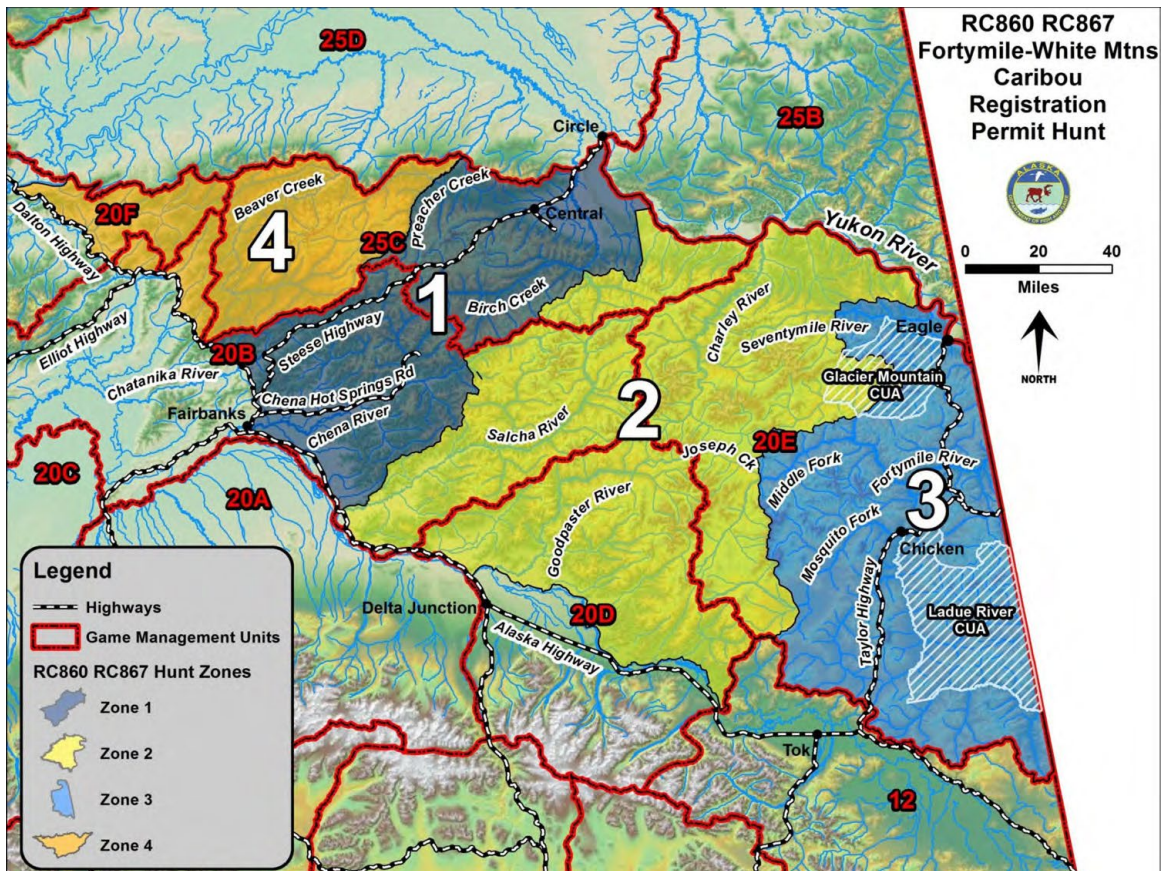 RC860 RC867
Fortymile-White Mtns
Caribou
Registration
Permit Hunt
ALASKA
0 20 40
Miles
NORTH
25D
25B
Circle
20F
Beaver Creek
Preacher Creek
Central
Dalton Highway
4
25C
Yukon River
1
Birch Creek
Elliot Highway
Steese Highway
Charley River
Seventymile River
Eagle
20B
Chatanika River
Chena Hot Springs Rd
Glacier Mountain
CUA
Fairbanks
Chena River
2
Salcha River
20E
Joseph Ck
20C
20A
Middle Fork
Fortymile River
Goodpaster River
Mosquito Fork
3
Chicken
Delta Junction
20D
Alaska Highway
Taylor Highway
Ladue River
CUA
Tok
12
Legend
Highways
Game Management Units
RC860 RC867 Hunt Zones
Zone 1
Zone 2
Zone 3
Zone 4